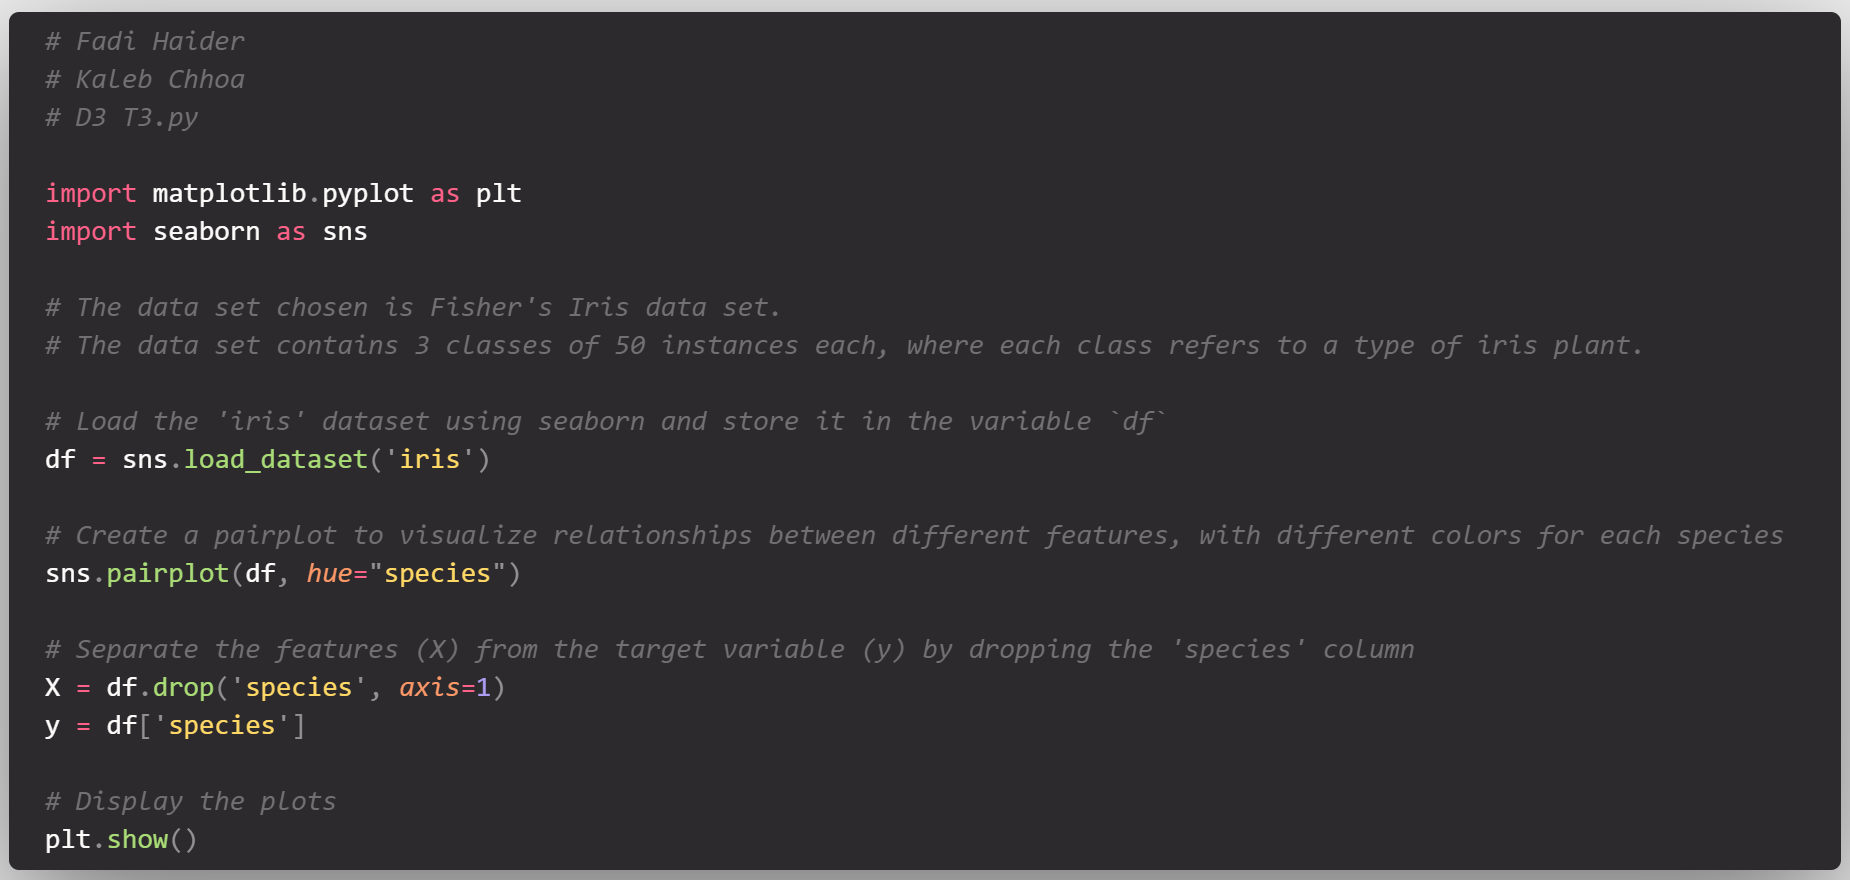 # Fadi Haider
# Kaleb Chhoa
# D3 T3.py
import matplotlib.pyplot as plt
import seaborn as sns
# The data set chosen is Fisher's Iris data set.
# The data set contains 3 classes of 50 instances each, where each class refers to a type of iris plant.
# Load the 'iris' dataset using seaborn and store it in the variable `df`
df = sns.load_dataset('iris')
# Create a pairplot to visualize relationships between different features, with different colors for each species
sns.pairplot(df, hue="species")
# Separate the features (X) from the target variable (y) by dropping the 'species' column
X = df.drop('species', axis=1)
y = df['species']
# Display the plots
plt.show()